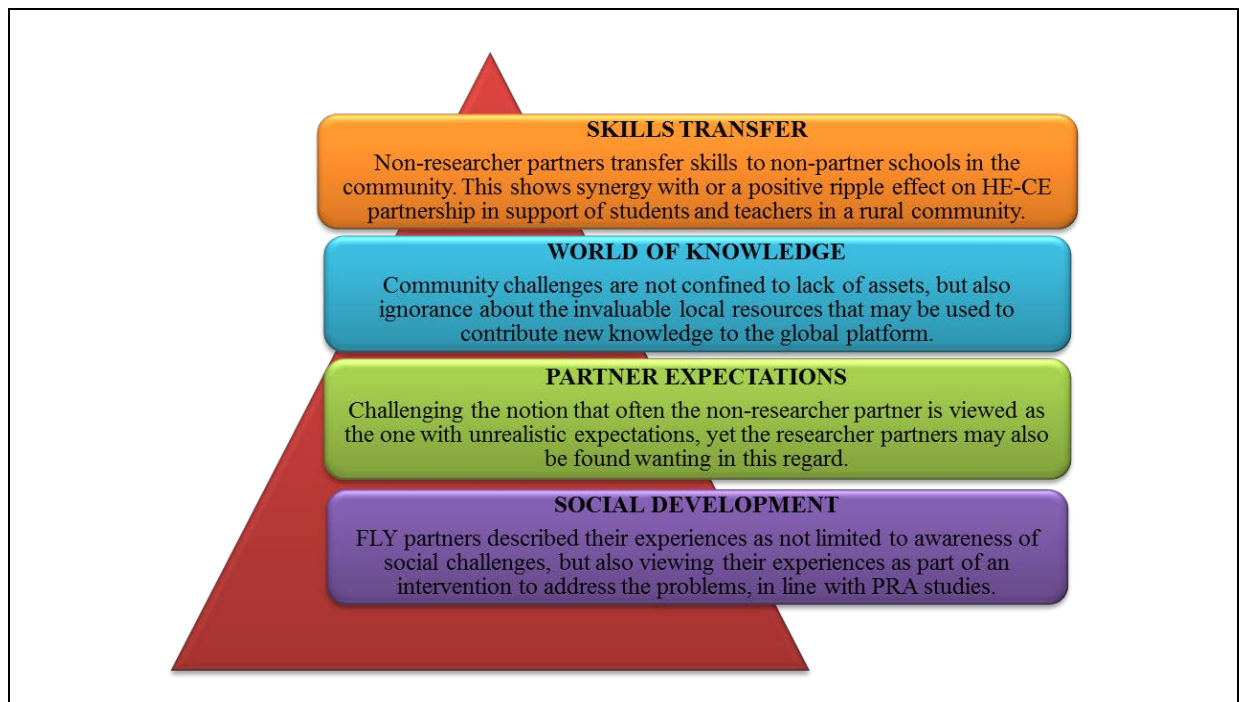 SKILLS TRANSFER
Non-researcher partners transfer skills to non-partner schools in the
community. This shows synergy with or a positive ripple effect on HE-CE
partnership in support of students and teachers in a rural community.
WORLD OF KNOWLEDGE
Community challenges are not confined to lack of assets, but also
ignorance about the invaluable local resources that may be used to
contribute new knowledge to the global platform.
PARTNER EXPECTATIONS
Challenging the notion that often the non-researcher partner is viewed as
the one with unrealistic expectations, yet the researcher partners may also
be found wanting in this regard.
SOCIAL DEVELOPMENT
FLY partners described their experiences as not limited to awareness of
social challenges, but also viewing their experiences as part of an
intervention to address the problems, in line with PRA studies.